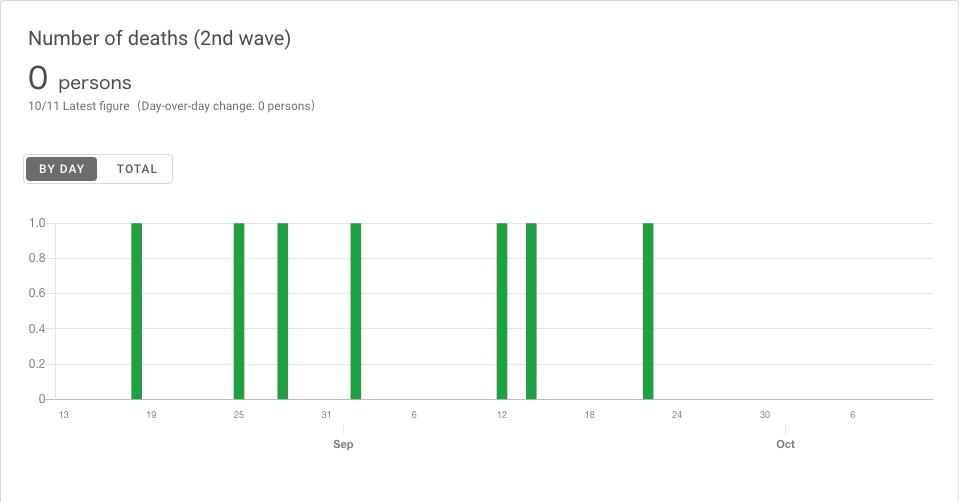 Number of deaths (2nd wave)
0 persons
10/11 Latest figure（Day-over-day change: 0 persons）
BY DAY TOTAL
1.0
0.8
0.6
0.4
0.2
0
13 19 25 31 6 12 18 24 30 6
Sep Oct